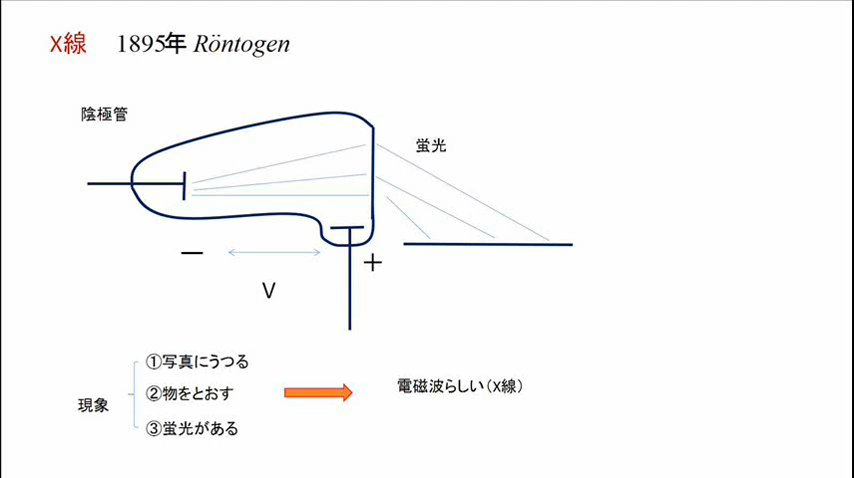 X線 1895年 Röntogen
陰極管
蛍光
－
＋
V
①写真にうつる
②物をとおす
電磁波らしい(X線)
現象
③蛍光がある